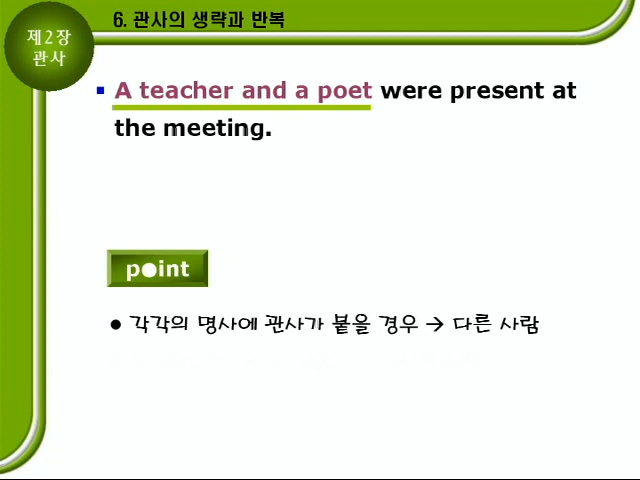 6. 관사의 생략과 반복
제2장
관사
A teacher and a poet were present at
the meeting.
point
각각의 명사에 관사가 붙을 경우 → 다른 사람